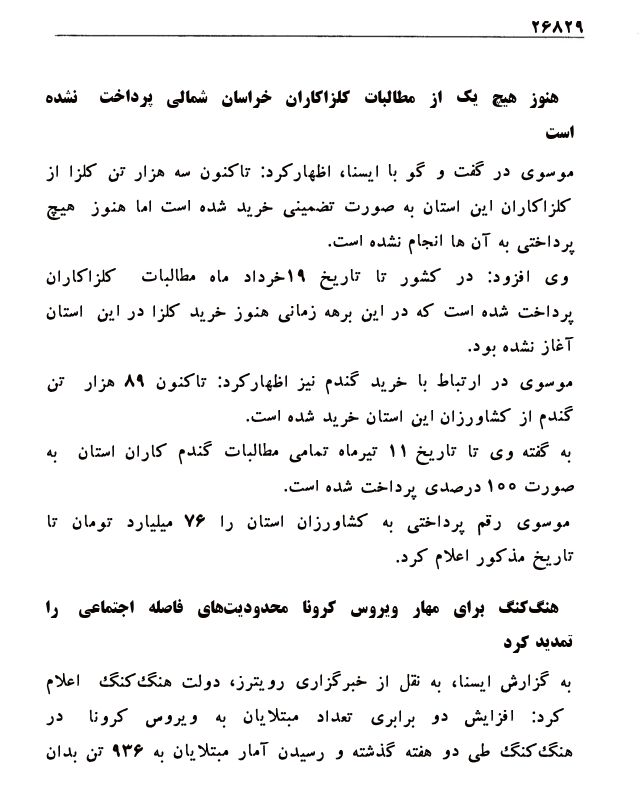 ۲۶۸۲۹
هنوز هیچ یک از مطالبات کلزاکاران خراسان شمالی پرداخت نشده
است
موسوی در گفت و گو با ایسنا، اظهارکرد: تاکنون سه هزار تن کلزا از
کلزاکاران این استان به صورت تضمینی خرید شده است اما هنوز هیچ
پرداختی به آن ها انجام نشده است.
وی افزود: در کشور تا تاریخ ۱۹خرداد ماه مطالبات کلزاکاران
پرداخت شده است که در این برهه زمانی هنوز خرید کلزا در این استان
آغاز نشده بود.
موسوی در ارتباط با خرید گندم نیز اظهارکرد: تاکنون ۸۹ هزار تن
گندم از کشاورزان این استان خرید شده است.
به گفته وی تا تاریخ ۱۱ تیرماه تمامی مطالبات گندم کاران استان به
صورت ۱۰۰درصدی پرداخت شده است.
موسوی رقم پرداختی به کشاورزان استان را ۷۶ میلیارد تومان تا
تاریخ مذکور اعلام کرد.
هنگ‌کنگ برای مهار ویروس کرونا محدودیت‌های فاصله اجتماعی را
تمدید کرد
به گزارش ایسنا، به نقل از خبرگزاری رویترز، دولت هنگ‌کنگ اعلام
کرد: افزایش دو برابری تعداد مبتلایان به ویروس کرونا در
هنگ‌کنگ طی دو هفته گذشته و رسیدن آمار مبتلایان به ۹۳۶ تن بدان